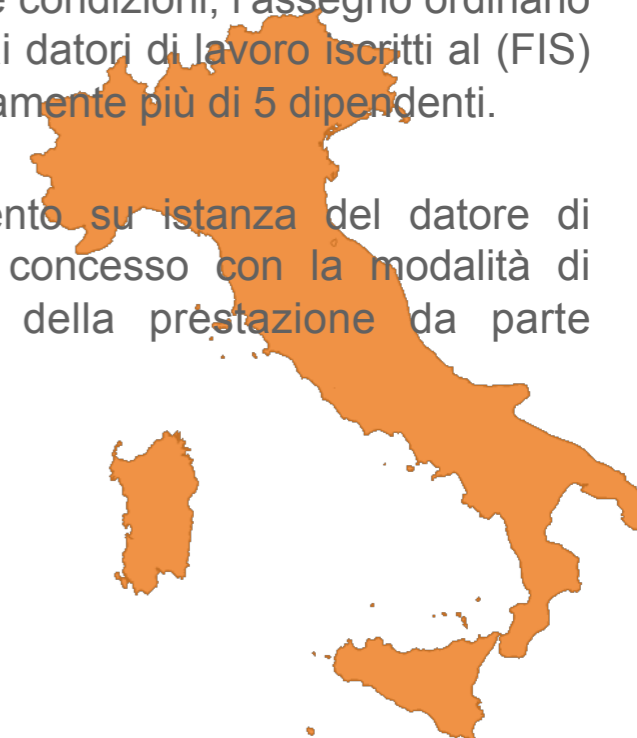 e condizioni, l'assegno ordinario
i datori di lavoro iscritti al (FIS)
amente più di 5 dipendenti.
ento su istanza del datore di
concesso con la modalità di
della prestazione da parte